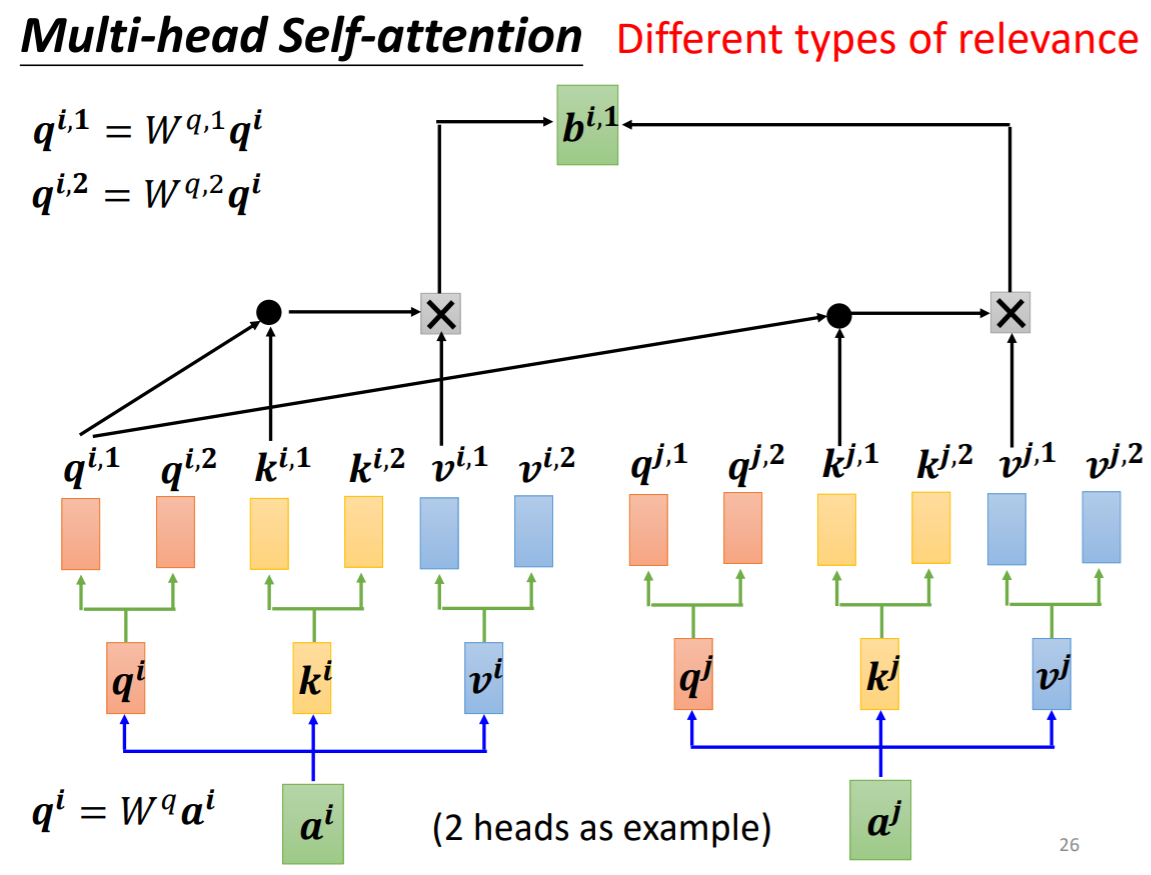 Multi-head Self-attention Different types of relevance
b^{i,1}
q^{i,1} = W^{q,1}q^i
q^{i,2} = W^{q,2}q^i
q^{i,1} q^{i,2} k^{i,1} k^{i,2} v^{i,1} v^{i,2} q^{j,1} q^{j,2} k^{j,1} k^{j,2} v^{j,1} v^{j,2}
q^i k^i v^i q^j k^j v^j
q^i = W^q a^i
a^i (2 heads as example) a^j
26